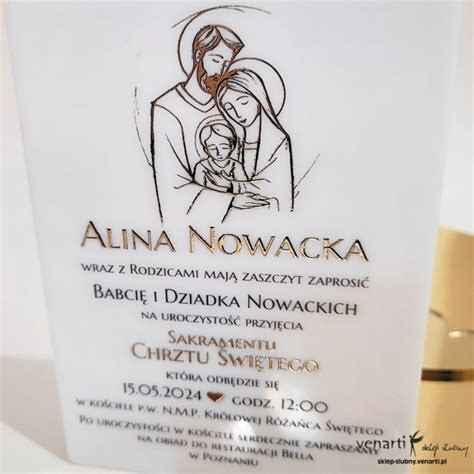 Alina Nowacka
wraz z Rodzicami mają zaszczyt zaprosić
Babcię i Dziadka Nowackich
na uroczystość przyjęcia
Sakramentu
Chrztu Świętego
która odbędzie się
15.05.2024 ❤ godz. 12:00
w kościele p.w. N.M.P. Królowej Różańca Świętego
Po uroczystości w kościele serdecznie zapraszamy
na obiad do restauracji Bella
w Poznaniu
venarti sklep ślubny
sklep-slubny.venarti.pl